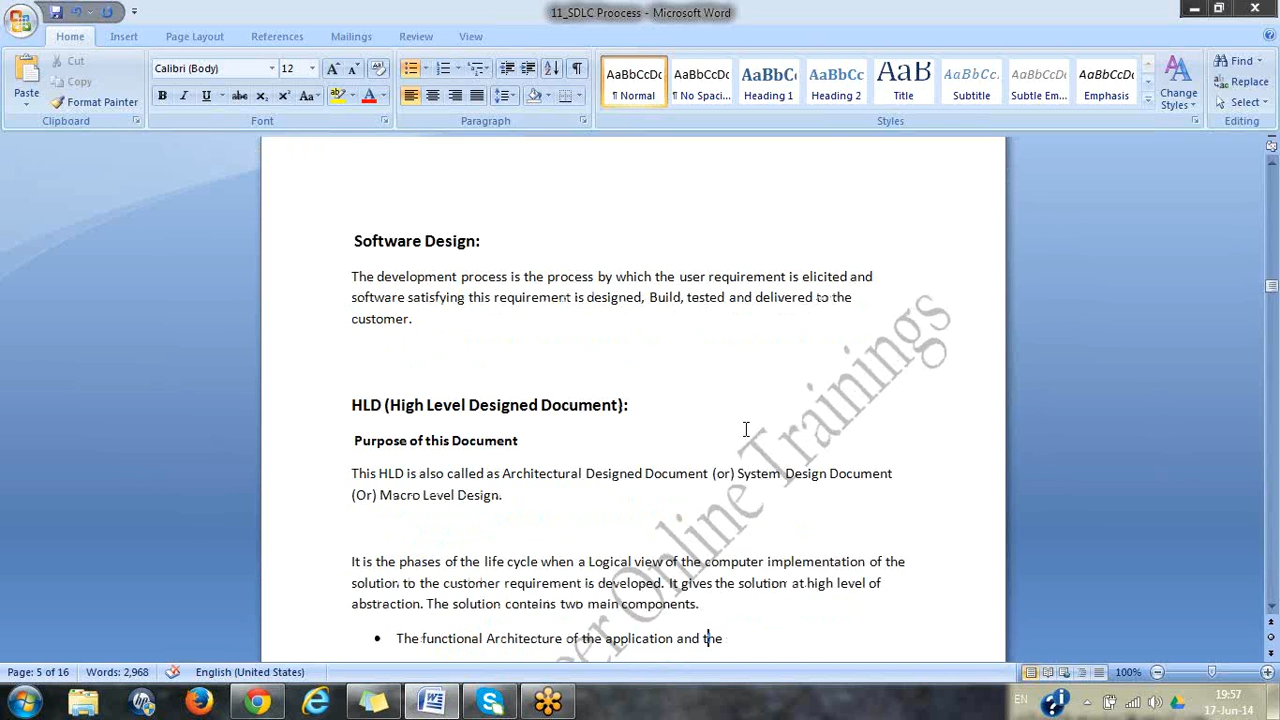 11_SDLC Proocess - Microsoft Word
Home Insert Page Layout References Mailings Review View
Paste
Cut
Copy
Format Painter
Clipboard
Calibri (Body) 12
Font
Paragraph
AaBbCcDc AaBbCcDc AaBbC AaBbCc AaB AaBbCc. AaBbCcDc AaBbCcDc
¶ Normal ¶ No Spaci... Heading 1 Heading 2 Title Subtitle Subtle Em... Emphasis
Styles
Change
Styles
Find
Replace
Select
Editing
Software Design:
The development process is the process by which the user requirement is elicited and
software satisfying this requirement is designed, Build, tested and delivered to the
customer.
HLD (High Level Designed Document}:
Purpose of this Document
This HLD is also called as Architectural Designed Document (or) System Design Document
(Or) Macro Level Design.
It is the phases of the life cycle when a Logical view of the computer implementation of the
solution to the customer requirement is developed. It gives the solution at high level of
abstraction. The solution contains two main components.
• The functional Architecture of the application and the
per Online Trainings
Page: 5 of 16 Words: 2,968 English (United States) 100%
EN 19:57
17-Jun-14